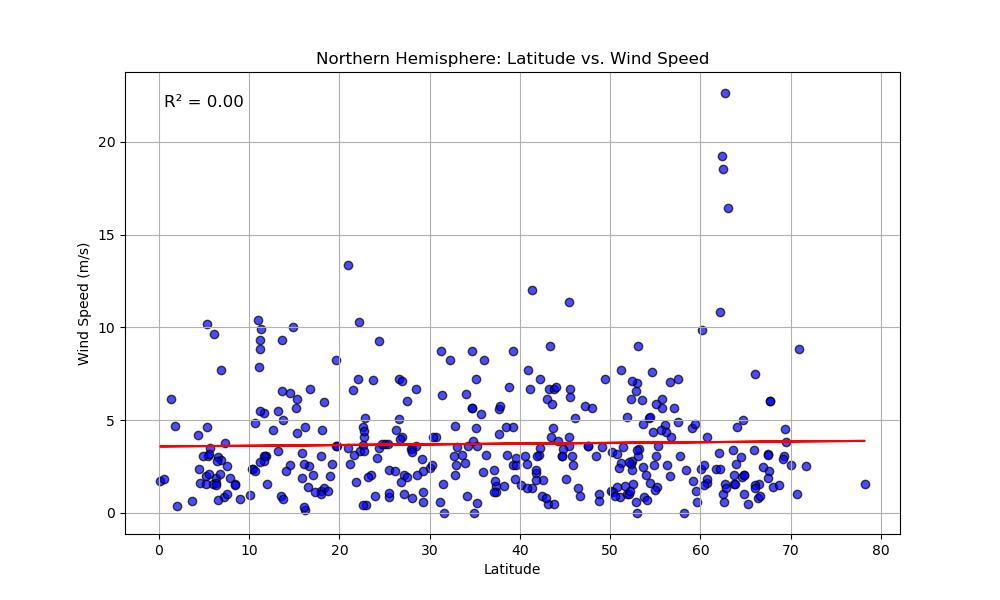 Northern Hemisphere: Latitude vs. Wind Speed
R² = 0.00
Wind Speed (m/s)
20
15
10
5
0
0 10 20 30 40 50 60 70 80
Latitude